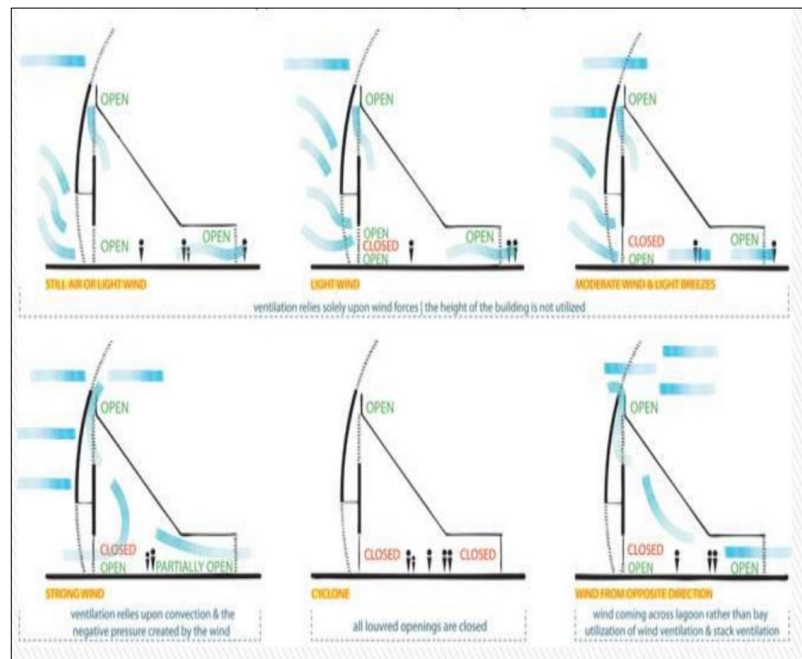 OPEN
OPEN
OPEN
STILL AIR OR LIGHT WIND
OPEN
OPEN
CLOSED
OPEN
OPEN
LIGHT WIND
OPEN
CLOSED
OPEN
OPEN
MODERATE WIND & LIGHT BREEZES
ventilation relies solely upon wind forces | the height of the building is not utilized
OPEN
CLOSED
OPEN
PARTIALLY OPEN
STRONG WIND
ventilation relies upon convection & the
negative pressure created by the wind
OPEN
CLOSED
CLOSED
CYCLONE
all louvred openings are closed
OPEN
CLOSED
OPEN
OPEN
WIND FROM OPPOSITE DIRECTION
wind coming across lagoon rather than bay
utilization of wind ventilation & stack ventilation